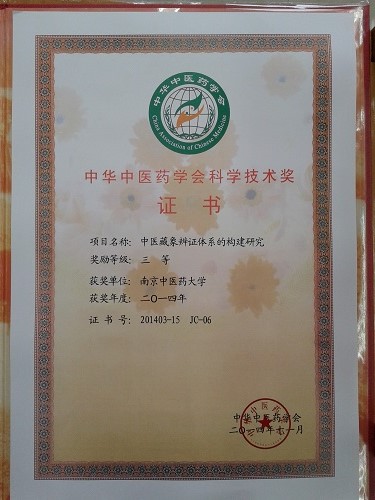 中华中医药学会
China Association of Chinese Medicine
中华中医药学会科学技术奖
证 书
项目名称：中医藏象辨证体系的构建研究
奖励等级：三 等
获奖单位：南京中医药大学
获奖年度：二〇一四年
证 书 号：201403-15 JC-06
中华中医药学会
二〇一四年十一月